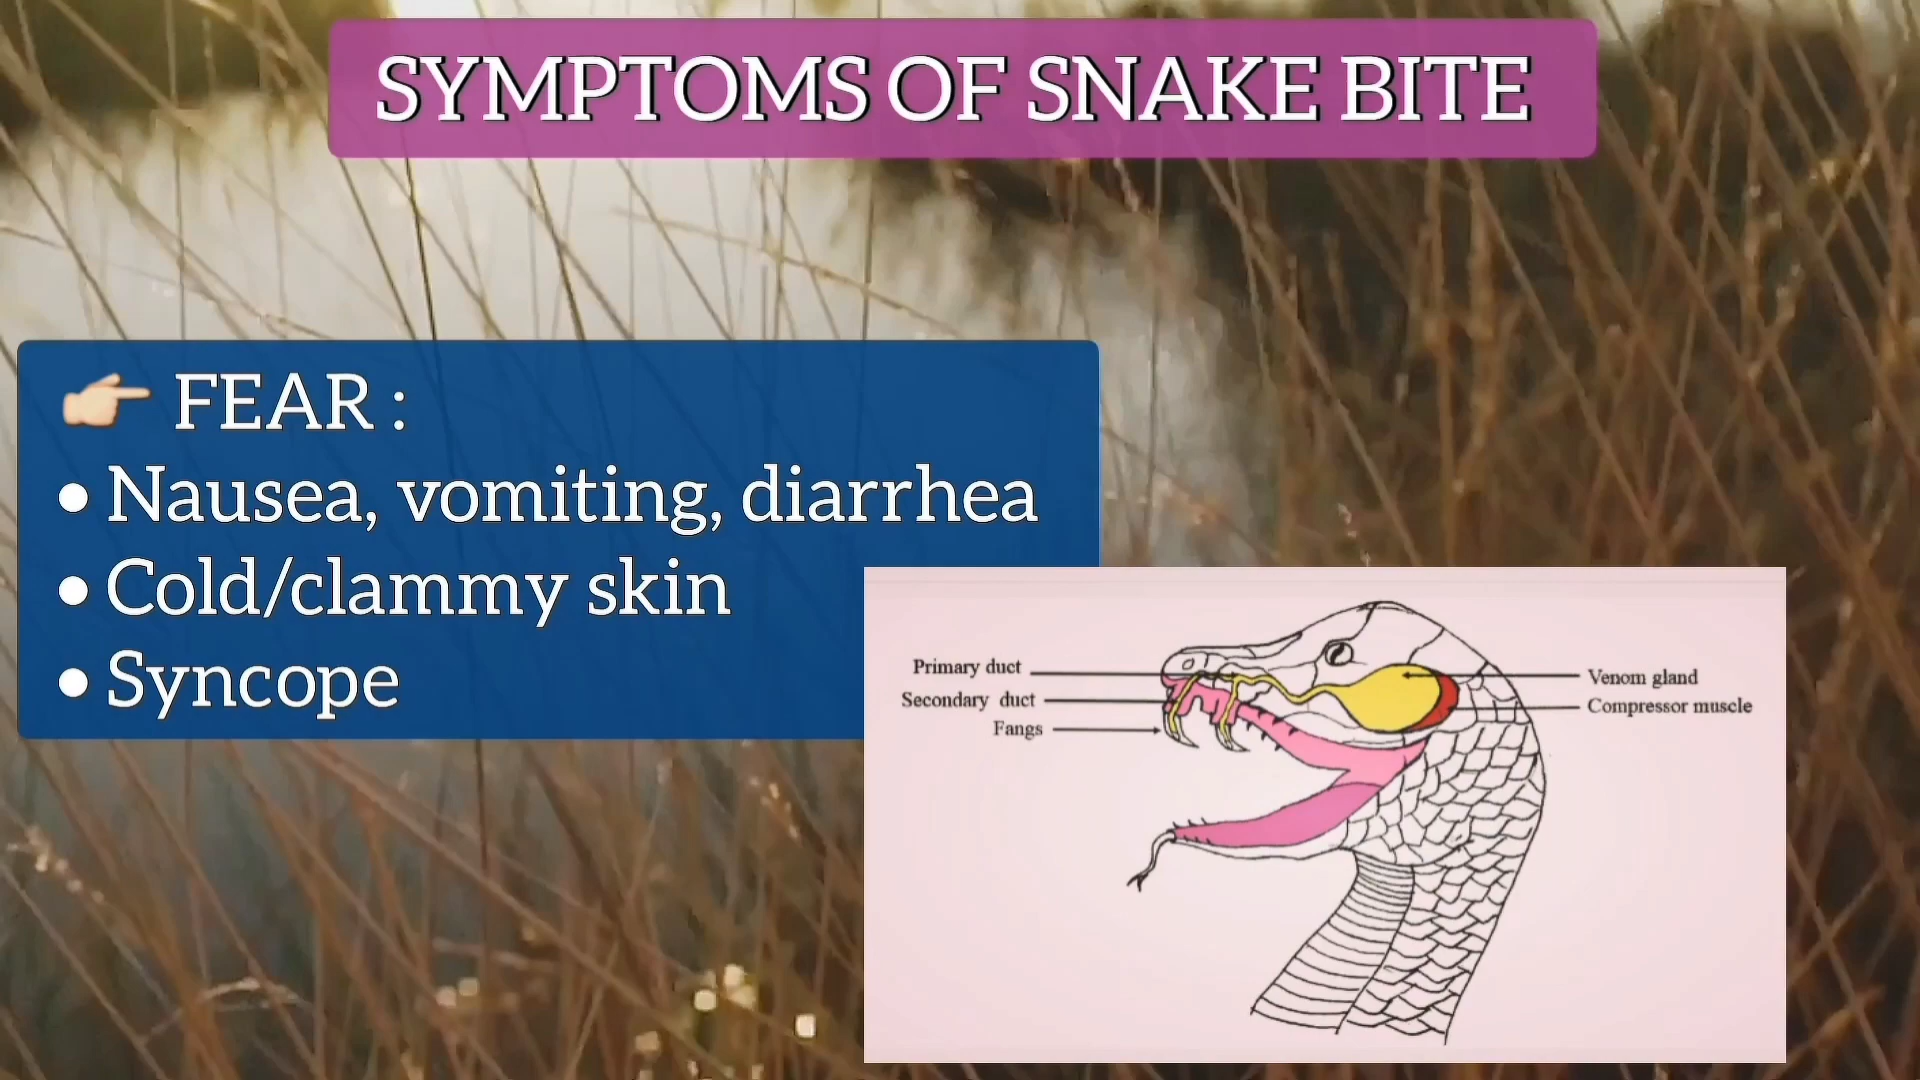 SYMPTOMS OF SNAKE BITE
👉 FEAR :
• Nausea, vomiting, diarrhea
• Cold/clammy skin
• Syncope
Primary duct
Secondary duct
Fangs
Venom gland
Compressor muscle